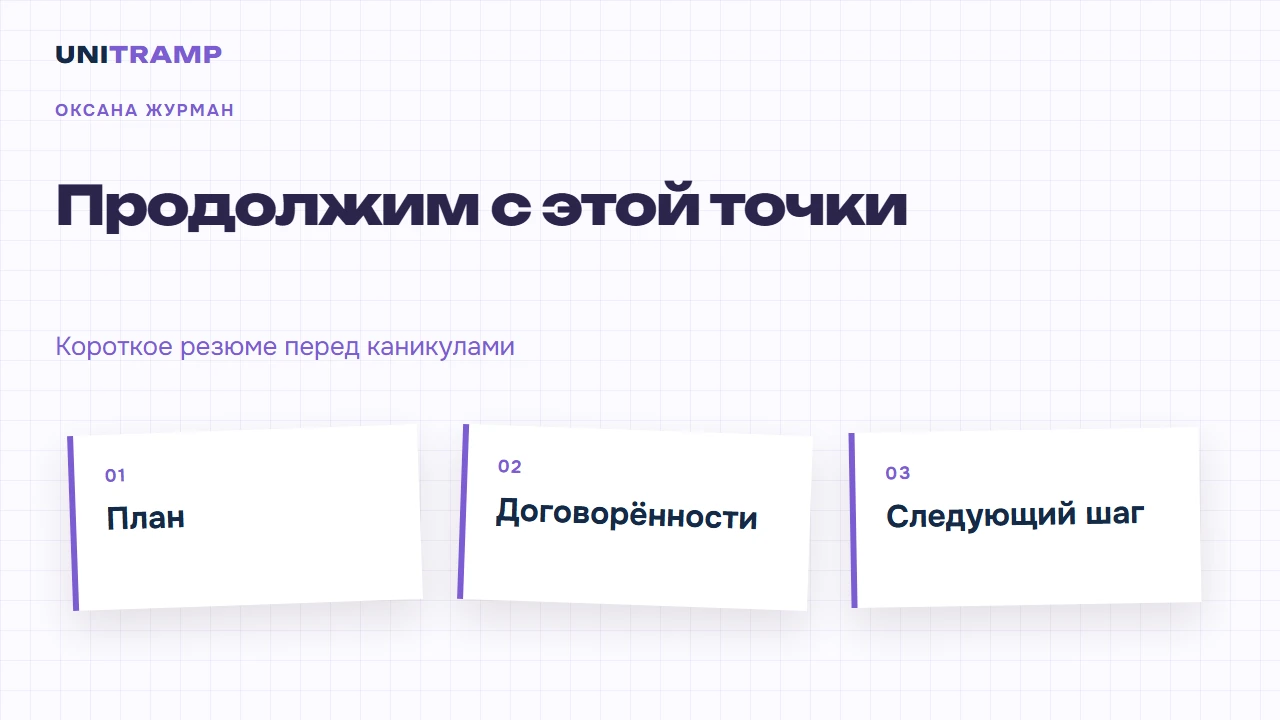 UNITRAMP
ОКСАНА ЖУРМАН
Продолжим с этой точки
Короткое резюме перед каникулами
01
План
02
Договорённости
03
Следующий шаг